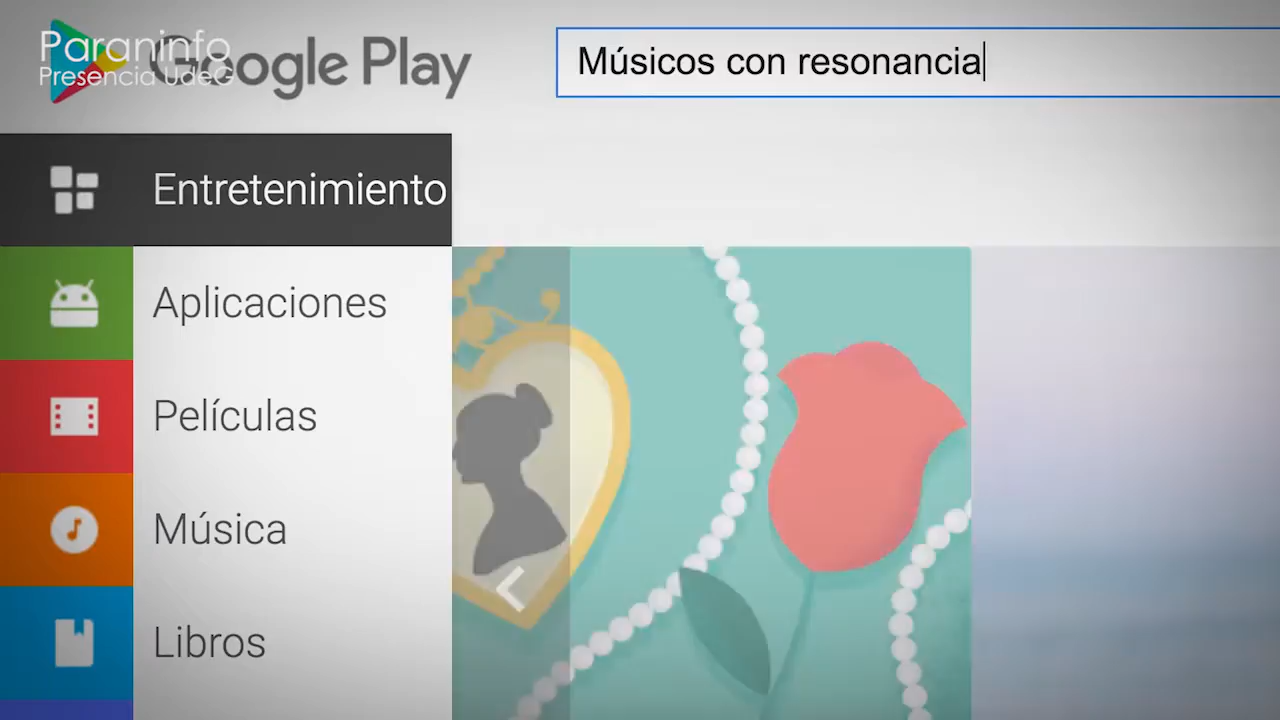 Paraninfo
Presencia UdeG
Google Play
Músicos con resonancia
Entretenimiento
Aplicaciones
Películas
Música
Libros